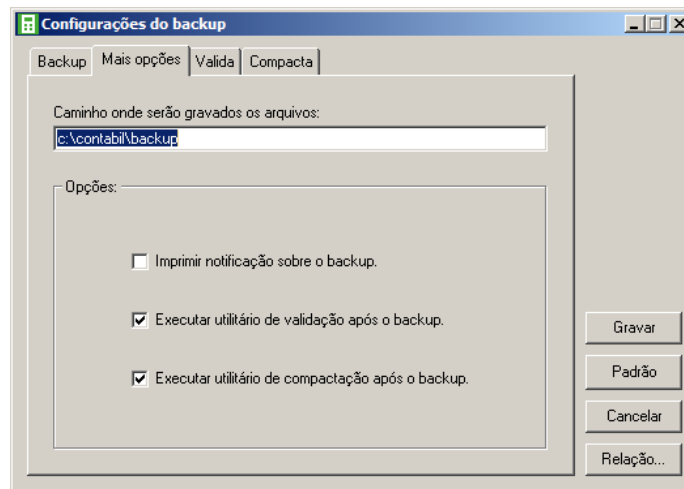 Configurações do backup
Backup Mais opções Valida Compacta
Caminho onde serão gravados os arquivos:
c:\contabil\backup
Opções:
Imprimir notificação sobre o backup.
Executar utilitário de validação após o backup.
Executar utilitário de compactação após o backup.
Gravar
Padrão
Cancelar
Relação...